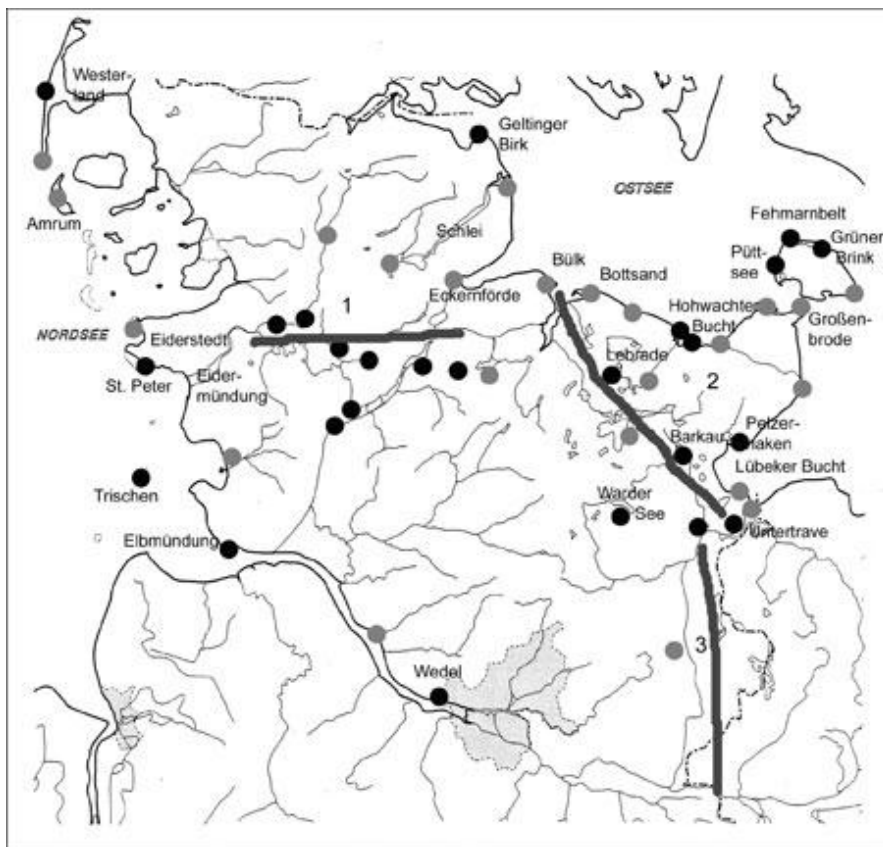 Wester-
land
Geltinger
Birk
OSTSEE
Fehmarnbelt
Amrum
Schlei
Grüner
Brink
Pütt-
see
Bülk
Bottsand
Eckernförde
1
Hohwachter
Bucht
NORDSEE
Eiderstedt
Großen-
brode
Lebrade
St. Peter
Eider-
mündung
2
Pelzer-
haken
Barkau
Lübeker Bucht
Trischen
Warder
See
Elbmündung
Untertrave
3
Wedel